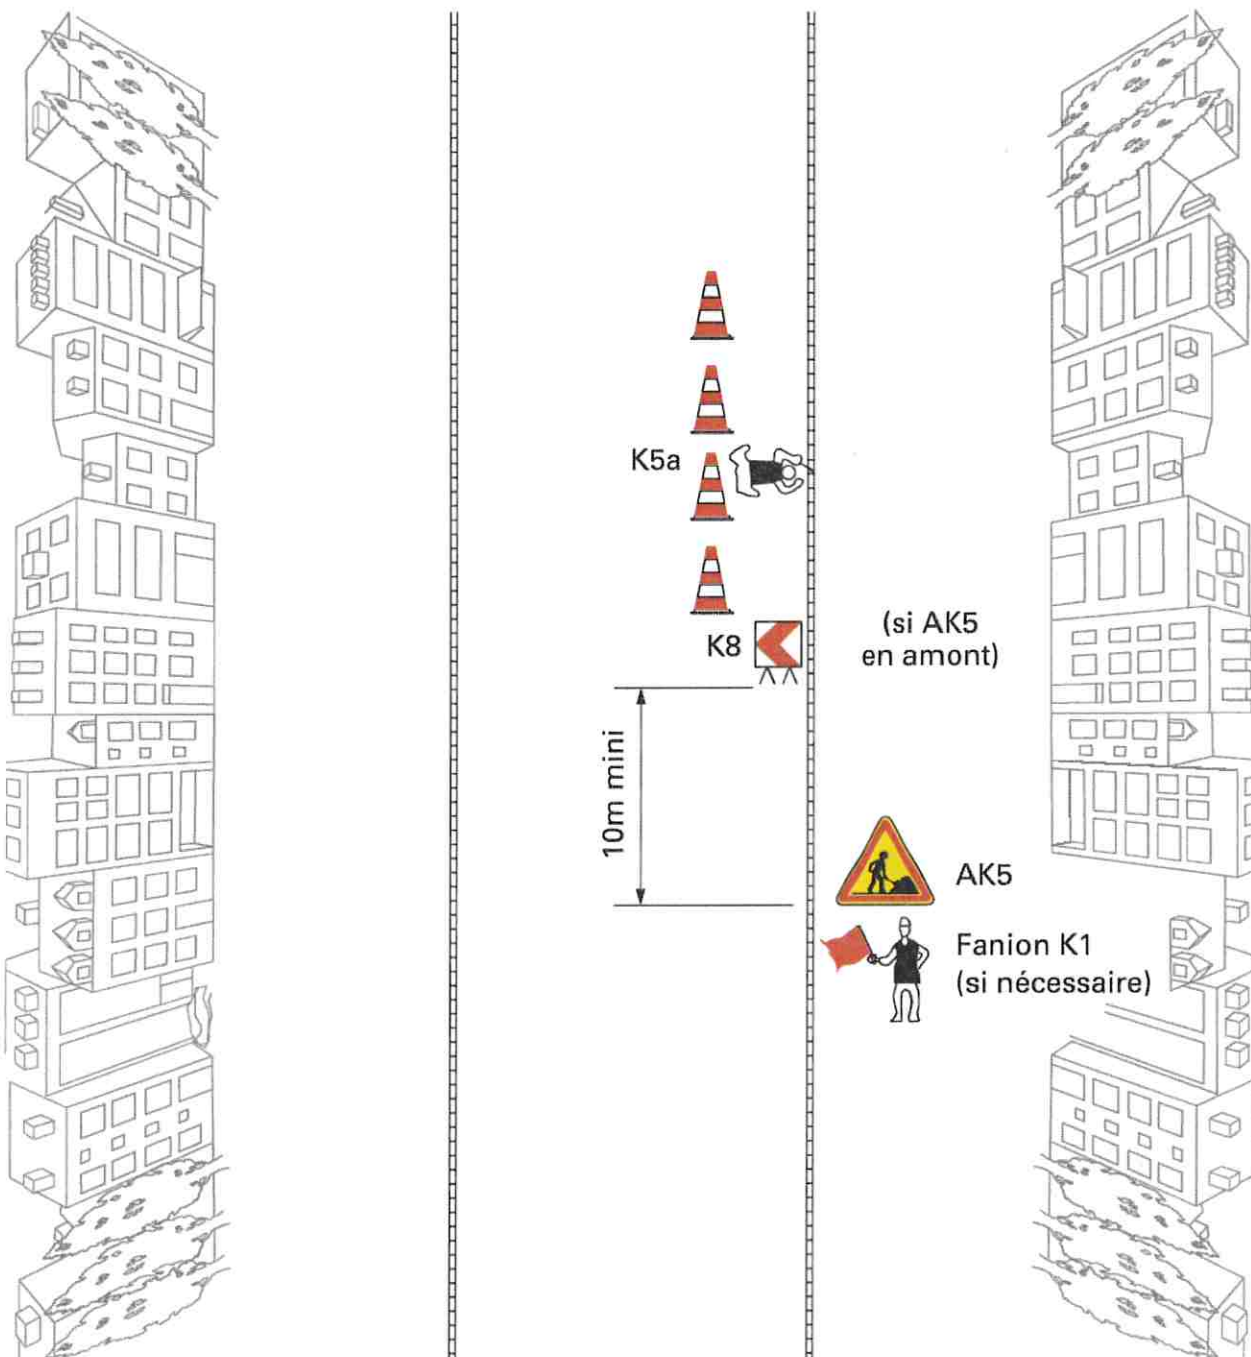 K5a
K8
(si AK5
en amont)
10m mini
AK5
Fanion K1
(si nécessaire)